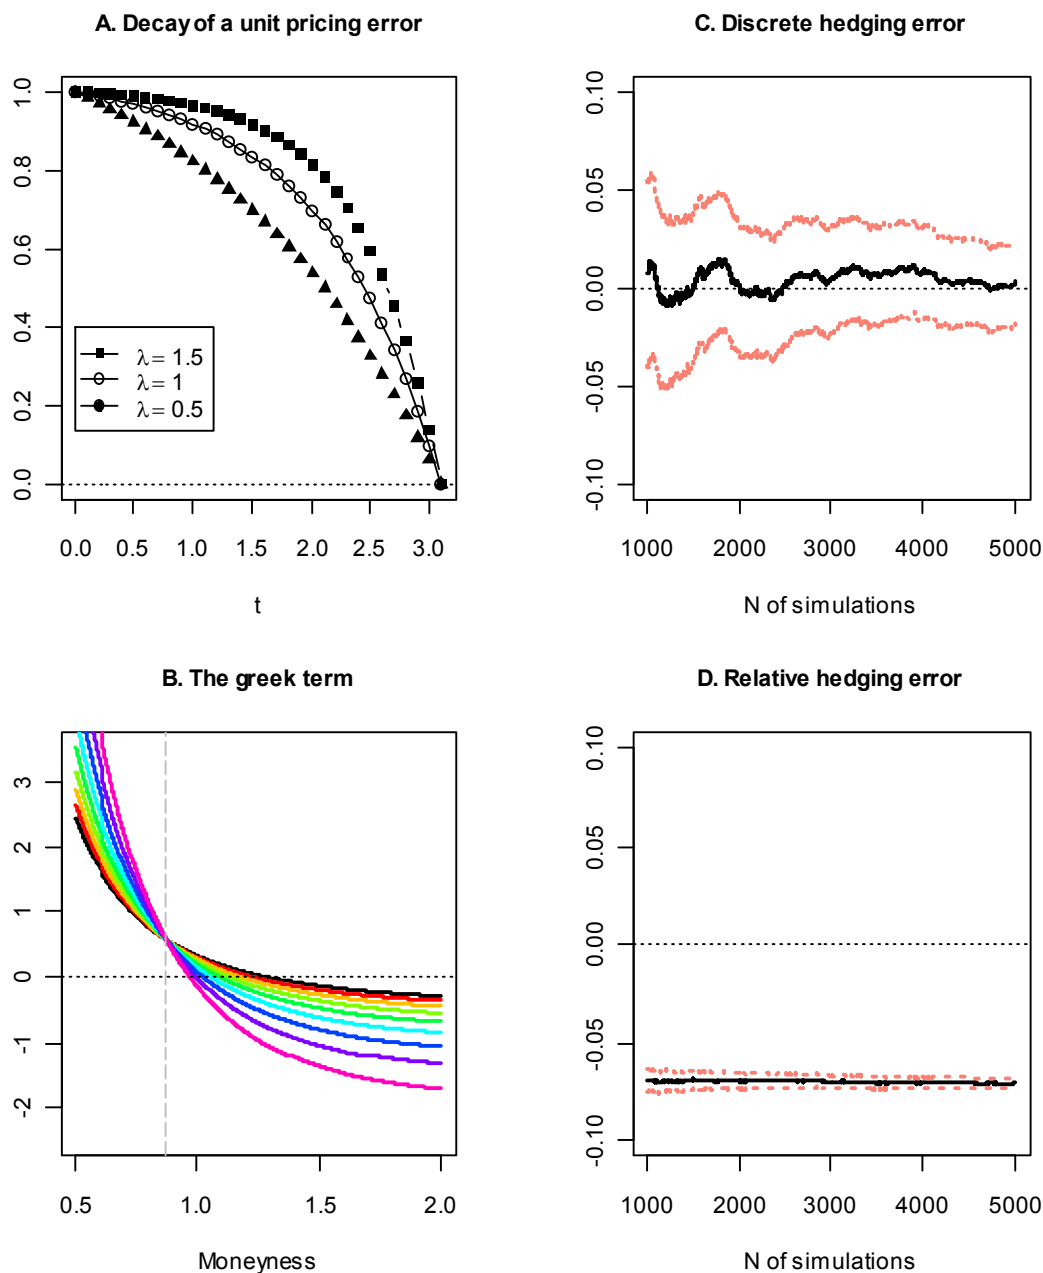 A. Decay of a unit pricing error
1.0
0.8
0.6
0.4
0.2
0.0
λ = 1.5
λ = 1
λ = 0.5
0.0 0.5 1.0 1.5 2.0 2.5 3.0
t
C. Discrete hedging error
0.10
0.05
0.00
-0.05
-0.10
1000 2000 3000 4000 5000
N of simulations
B. The greek term
3
2
1
0
-1
-2
0.5 1.0 1.5 2.0
Moneyness
D. Relative hedging error
0.10
0.05
0.00
-0.05
-0.10
1000 2000 3000 4000 5000
N of simulations